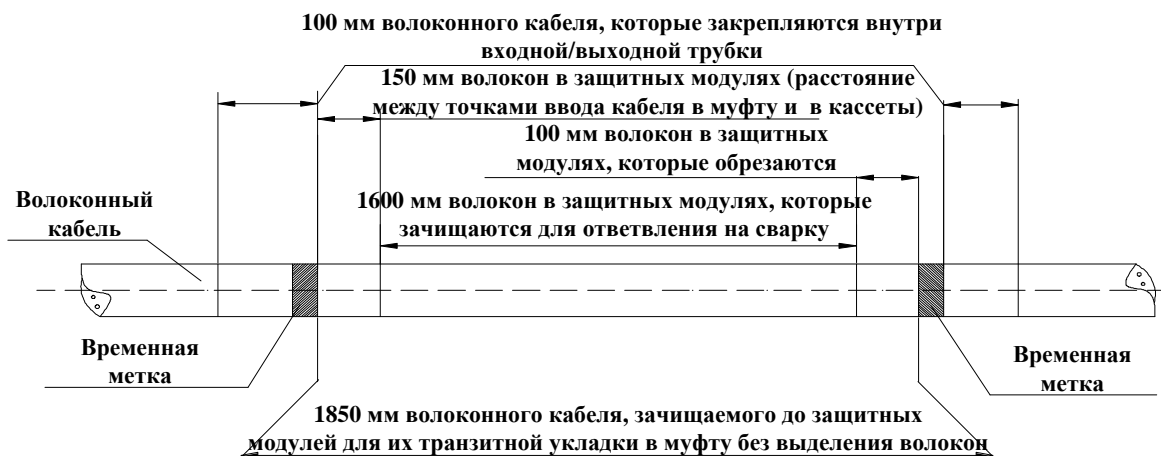 100 мм волоконного кабеля, которые закрепляются внутри
входной/выходной трубки
150 мм волокон в защитных модулях (расстояние
между точками ввода кабеля в муфту и в кассеты)
100 мм волокон в защитных
модулях, которые обрезаются
1600 мм волокон в защитных модулях, которые
зачищаются для ответвления на сварку
Волоконный
кабель
Временная
метка
Временная
метка
1850 мм волоконного кабеля, зачищаемого до защитных
модулей для их транзитной укладки в муфту без выделения волокон